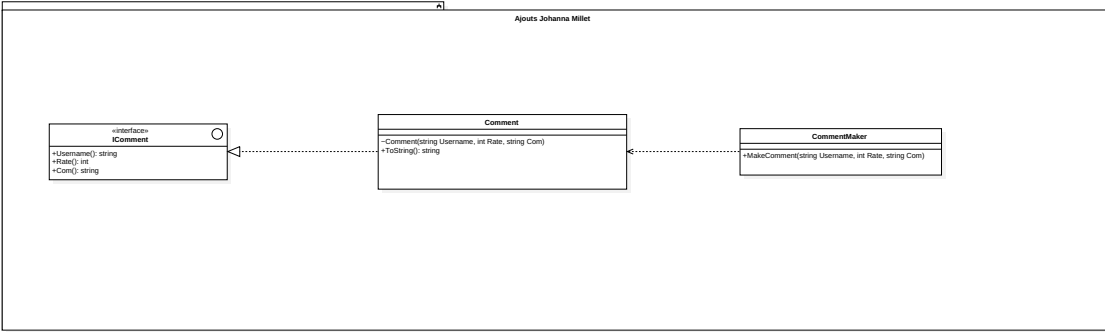 Ajouts Johanna Millet
«interface»
IComment
+Username(): string
+Rate(): int
+Com(): string
Comment
~Comment(string Username, int Rate, string Com)
+ToString(): string
CommentMaker
+MakeComment(string Username, int Rate, string Com)